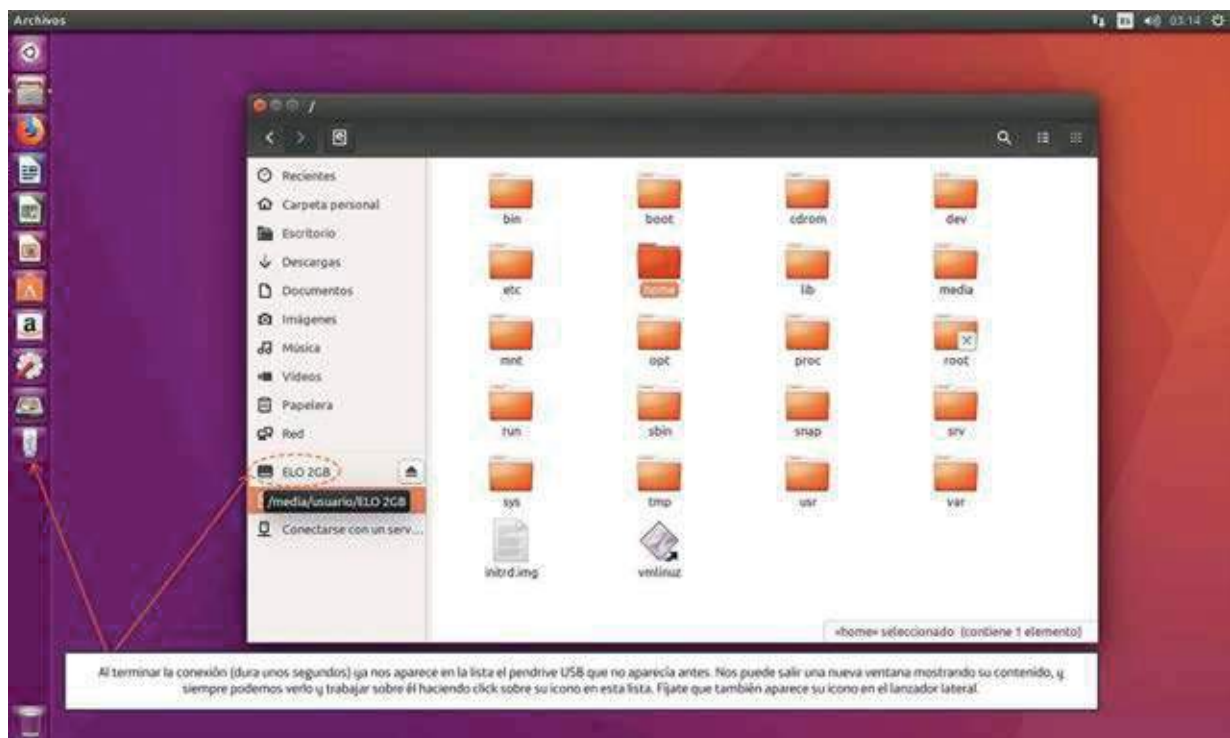 Archivos
03:14
/
Recientes
Carpeta personal
Escritorio
Descargas
Documentos
Imágenes
Música
Vídeos
Papelera
Red
ELO 2GB
/media/usuario/ELO 2GB
Conectarse con un serv...
bin boot cdrom dev
etc home lib media
mnt opt proc root
run sbin snap srv
sys tmp usr var
initrd.img vmlinuz
«home» seleccionado (contiene 1 elemento)
Al terminar la conexión (dura unos segundos) ya nos aparece en la lista el pendrive USB que no aparecía antes. Nos puede salir una nueva ventana mostrando su contenido, y
siempre podemos verlo y trabajar sobre él haciendo click sobre su icono en esta lista. Fíjate que también aparece su icono en el lanzador lateral.